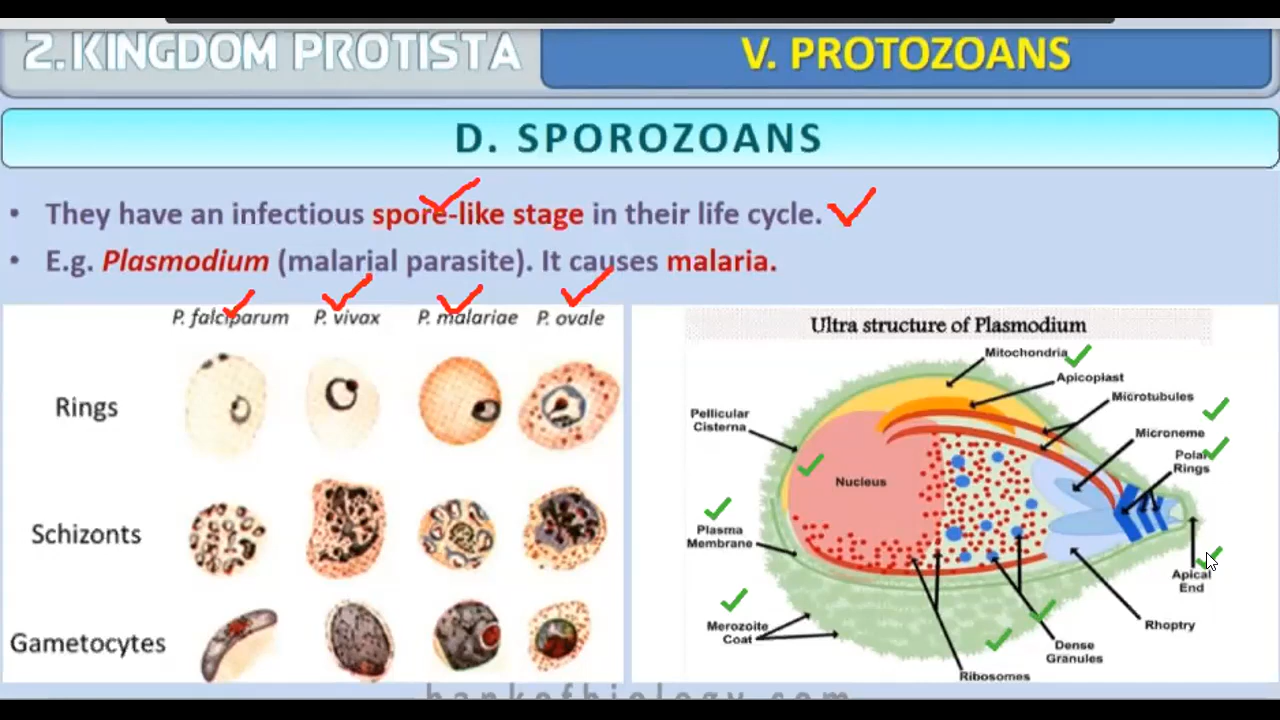 2.KINGDOM PROTISTA
V. PROTOZOANS
D. SPOROZOANS
• They have an infectious spore-like stage in their life cycle.
• E.g. Plasmodium (malarial parasite). It causes malaria.
P. falciparum P. vivax P. malariae P. ovale
Rings
Schizonts
Gametocytes
Ultra structure of Plasmodium
Mitochondria
Apicoplast
Microtubules
Pellicular
Cisterna
Microneme
Polar
Rings
Nucleus
Plasma
Membrane
Apical
End
Merozoite
Coat
Rhoptry
Dense
Granules
Ribosomes
bankofbiology.com